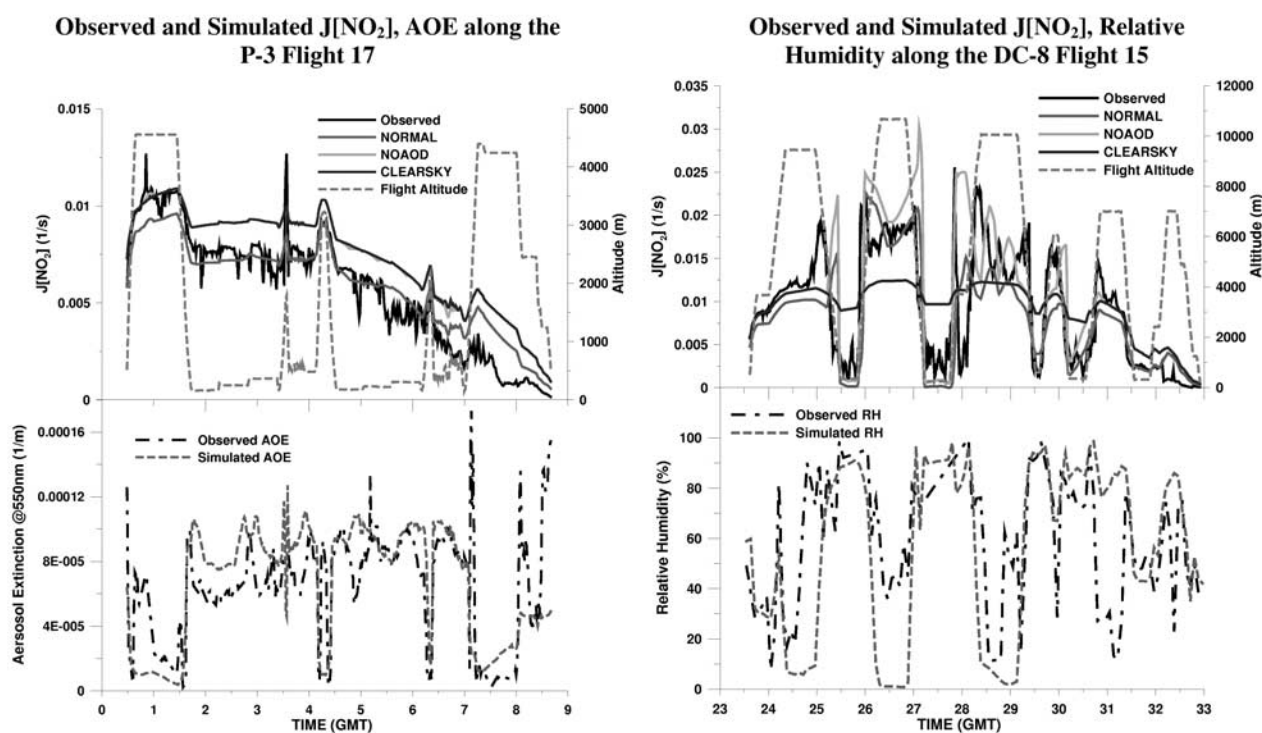 Observed and Simulated J[NO₂], AOE along the
P-3 Flight 17
0.015
0.01
0.005
0
J[NO₂] (1/s)
Observed
NORMAL
NOAOD
CLEARSKY
Flight Altitude
5000
4000
3000
2000
1000
0
Altitude (m)
0.00016
0.00012
8E-005
4E-005
0
Aersosol Extinction @550nm (1/m)
Observed AOE
Simulated AOE
0 1 2 3 4 5 6 7 8 9
TIME (GMT)
Observed and Simulated J[NO₂], Relative
Humidity along the DC-8 Flight 15
0.035
0.03
0.025
0.02
0.015
0.01
0.005
0
J[NO₂] (1/s)
Observed
NORMAL
NOAOD
CLEARSKY
Flight Altitude
12000
10000
8000
6000
4000
2000
0
Altitude (m)
100
80
60
40
20
0
Relative Humidity (%)
Observed RH
Simulated RH
23 24 25 26 27 28 29 30 31 32 33
TIME (GMT)